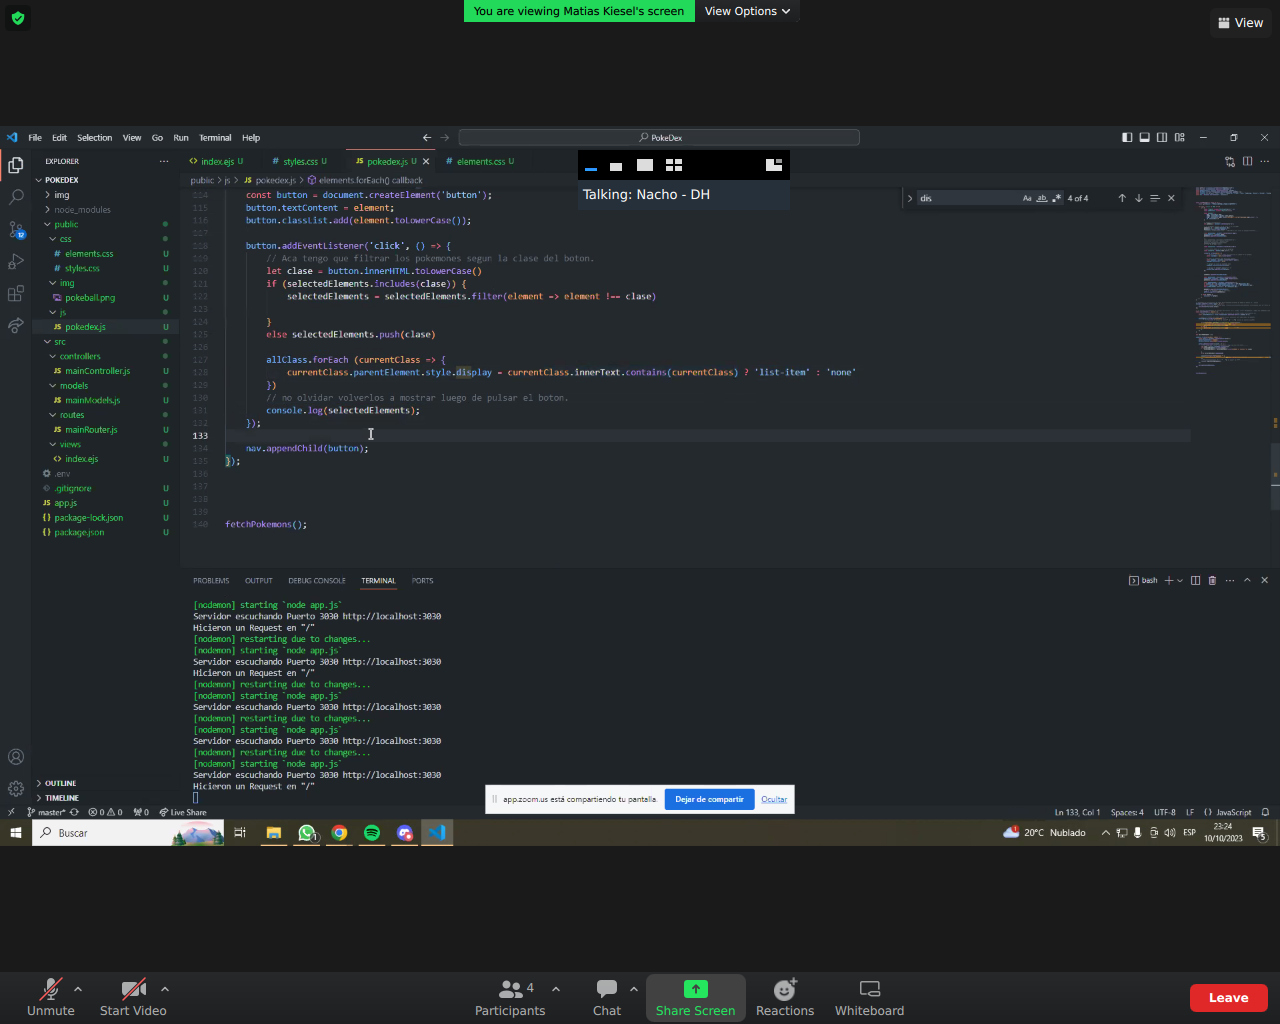 You are viewing Matias Kiesel's screen
View Options
View
File Edit Selection View Go Run Terminal Help
PokeDex
EXPLORER
index.ejs U
styles.css U
pokedex.js U
elements.css U
POKEDEX
img
node_modules
public
css
elements.css U
styles.css U
img
pokeball.png U
js
pokedex.js U
src
controllers
mainController.js U
models
mainModels.js U
routes
mainRouter.js U
views
index.ejs U
.env
.gitignore U
app.js U
package-lock.json U
package.json U
OUTLINE
TIMELINE
public > js > JS pokedex.js > elements.forEach() callback
Talking: Nacho - DH
dis
4 of 4
114 const button = document.createElement('button');
115 button.textContent = element;
116 button.classList.add(element.toLowerCase());
117
118 button.addEventListener('click', () => {
119 // Aca tengo que filtrar los pokemones segun la clase del boton.
120 let clase = button.innerHTML.toLowerCase()
121 if (selectedElements.includes(clase)) {
122 selectedElements = selectedElements.filter(element => element !== clase)
123
124 }
125 else selectedElements.push(clase)
126
127 allClass.forEach (currentClass => {
128 currentClass.parentElement.style.display = currentClass.innerText.contains(currentClass) ? 'list-item' : 'none'
129 })
130 // no olvidar volverlos a mostrar luego de pulsar el boton.
131 console.log(selectedElements);
132 });
133
134 nav.appendChild(button);
135 });
136
137
138
139
140 fetchPokemons();
PROBLEMS OUTPUT DEBUG CONSOLE TERMINAL PORTS
bash
[nodemon] starting `node app.js`
Servidor escuchando Puerto 3030 http://localhost:3030
Hicieron un Request en "/"
[nodemon] restarting due to changes...
[nodemon] starting `node app.js`
Servidor escuchando Puerto 3030 http://localhost:3030
Hicieron un Request en "/"
[nodemon] restarting due to changes...
[nodemon] starting `node app.js`
Servidor escuchando Puerto 3030 http://localhost:3030
[nodemon] restarting due to changes...
[nodemon] starting `node app.js`
Servidor escuchando Puerto 3030 http://localhost:3030
[nodemon] restarting due to changes...
[nodemon] starting `node app.js`
Servidor escuchando Puerto 3030 http://localhost:3030
Hicieron un Request en "/"
app.zoom.us está compartiendo tu pantalla.
Dejar de compartir
Ocultar
master* 0 0 0 Live Share
Ln 133, Col 1 Spaces: 4 UTF-8 LF JavaScript
Buscar
1
20°C Nublado
ESP
23:24
10/10/2023
5
Unmute
Start Video
4
Participants
Chat
Share Screen
Reactions
Whiteboard
Leave